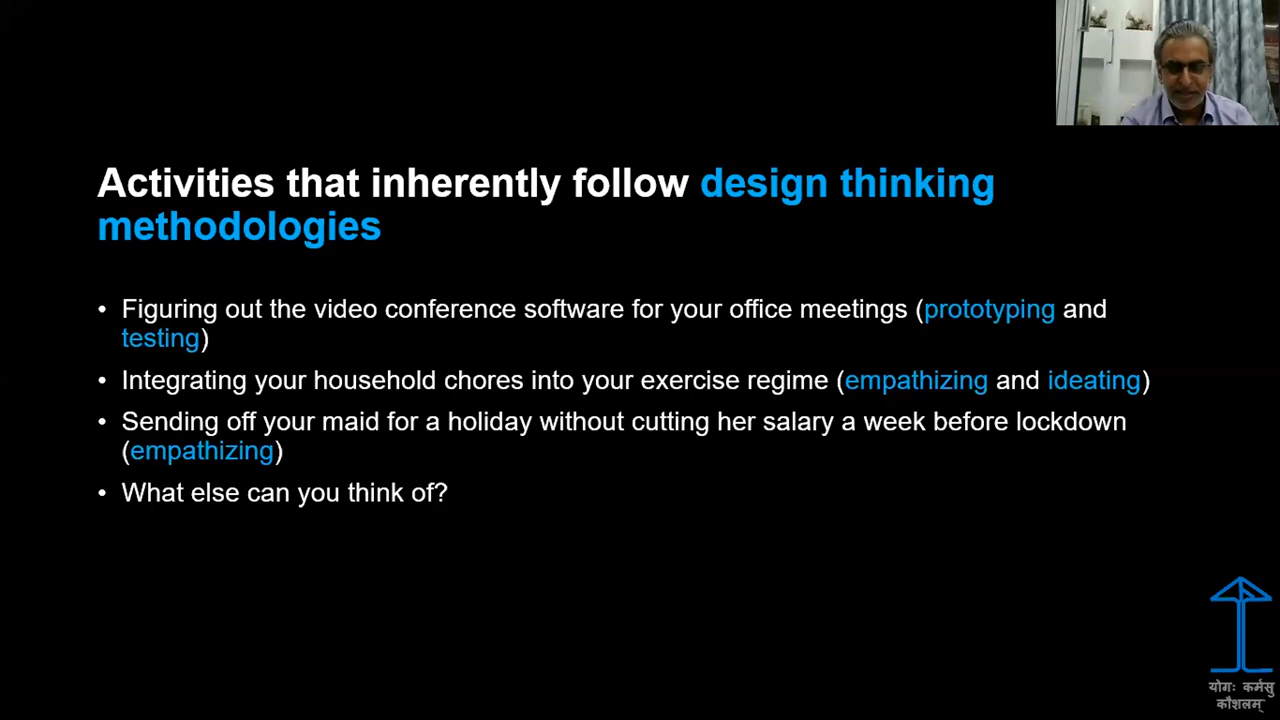 Activities that inherently follow design thinking
methodologies
• Figuring out the video conference software for your office meetings (prototyping and
testing)
• Integrating your household chores into your exercise regime (empathizing and ideating)
• Sending off your maid for a holiday without cutting her salary a week before lockdown
(empathizing)
• What else can you think of?
योगः कर्मसु
कौशलम्